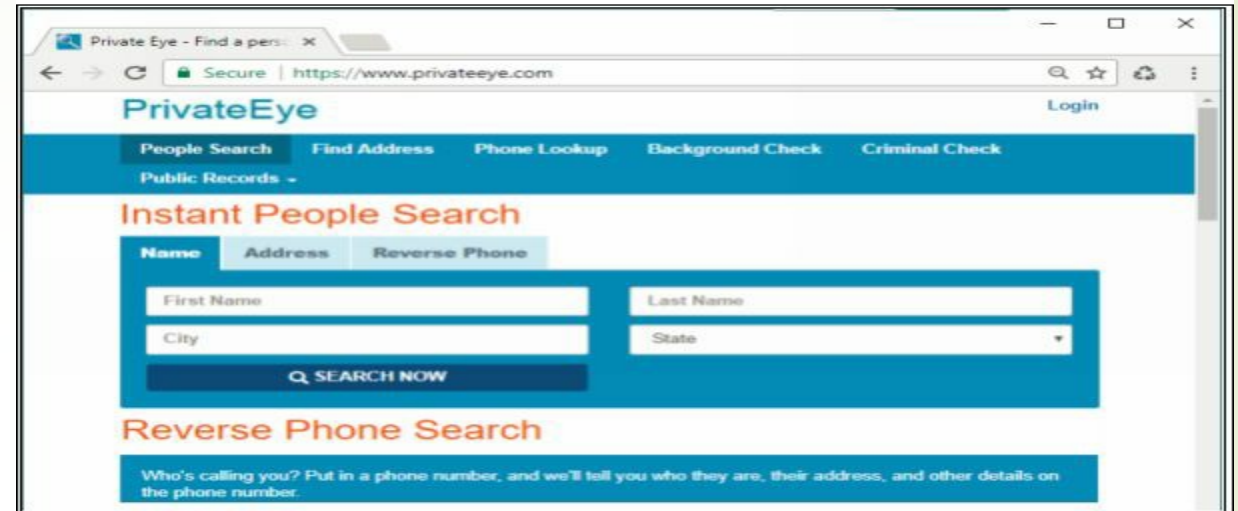 Private Eye - Find a pers
Secure | https://www.privateeye.com
PrivateEye
Login
People Search Find Address Phone Lookup Background Check Criminal Check
Public Records
Instant People Search
Name Address Reverse Phone
First Name Last Name
City State
SEARCH NOW
Reverse Phone Search
Who's calling you? Put in a phone number, and we'll tell you who they are, their address, and other details on
the phone number.